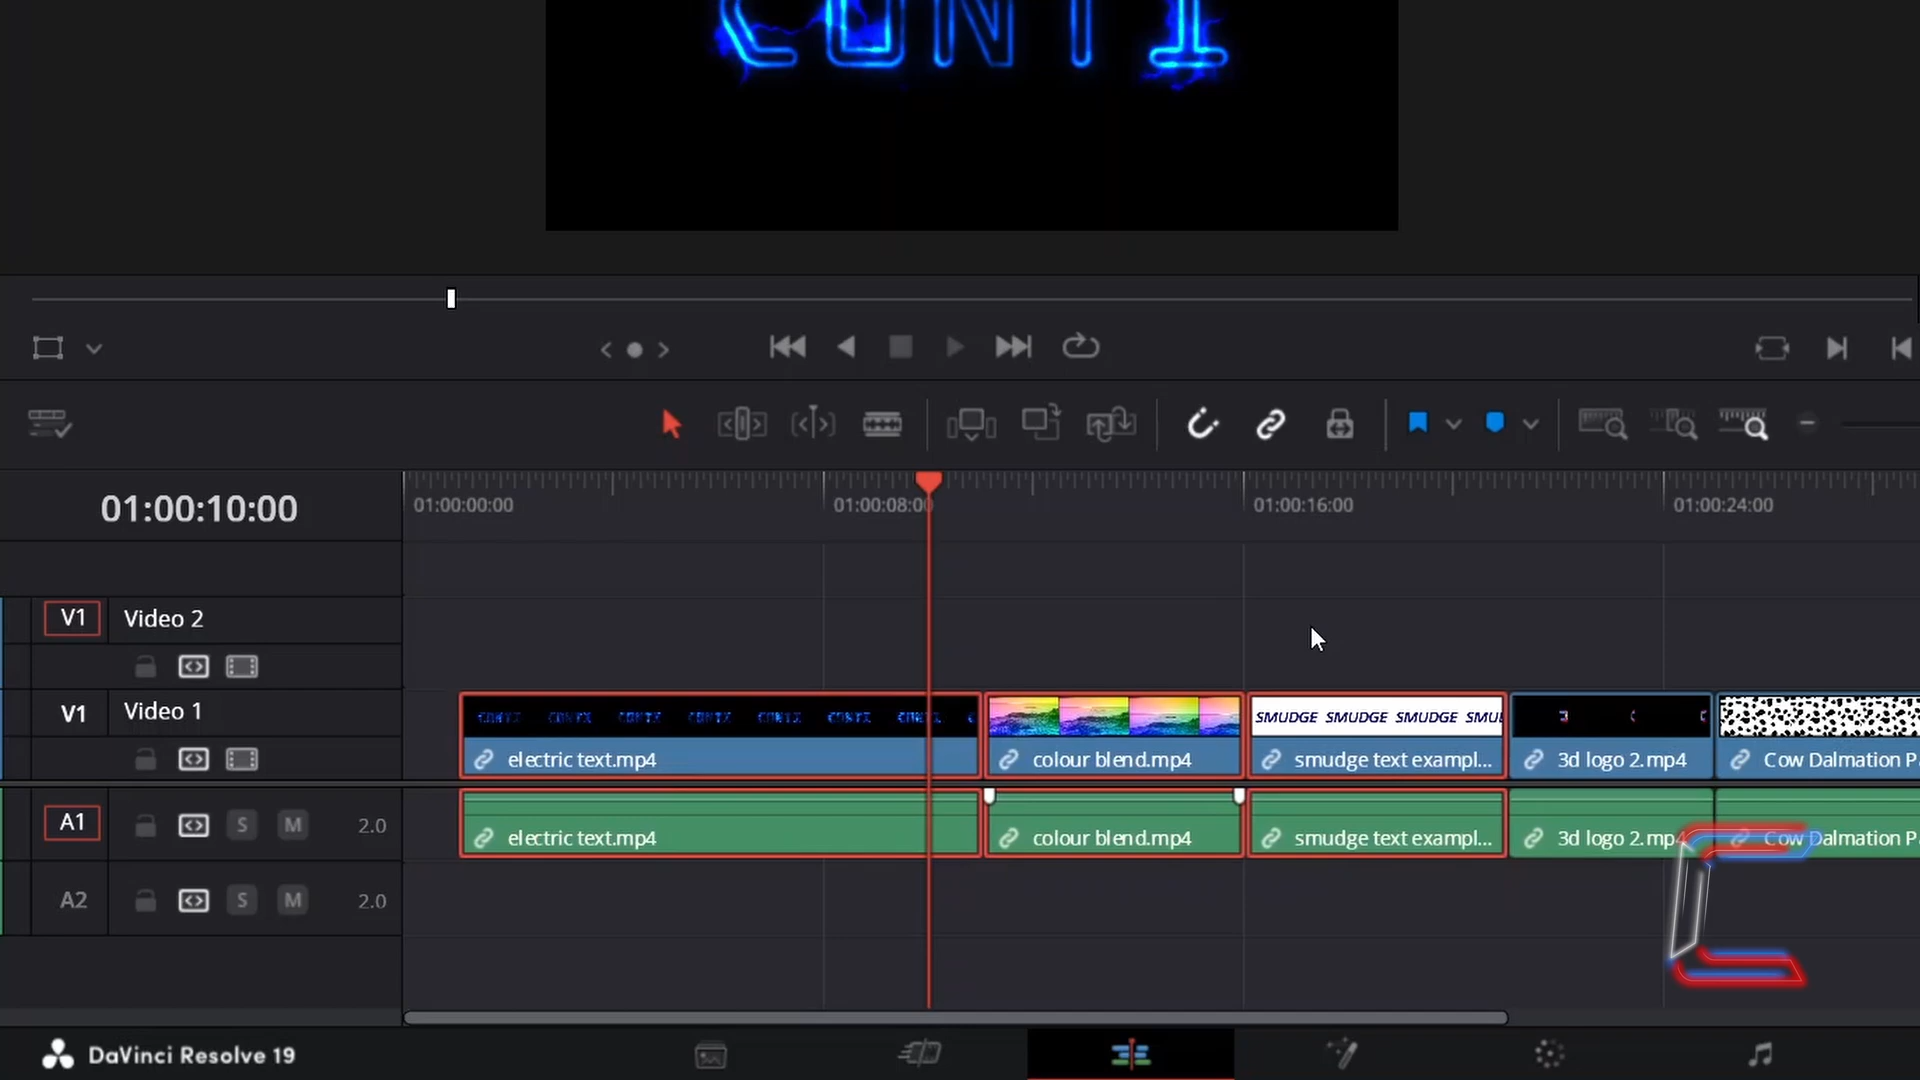 CONTI
01:00:10:00
01:00:00:00
01:00:08:00
01:00:16:00
01:00:24:00
V1 Video 2
V1 Video 1
SMUDGE SMUDGE SMUDGE SMU
electric text.mp4
colour blend.mp4
smudge text exampl...
3d logo 2.mp4
Cow Dalmation P
A1 S M 2.0
electric text.mp4
colour blend.mp4
smudge text exampl...
3d logo 2.mp4
Cow Dalmation P
A2 S M 2.0
DaVinci Resolve 19